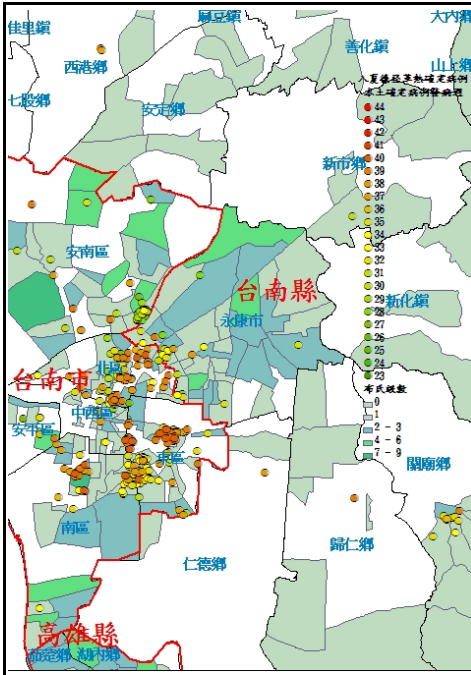 佳里鎮
麻豆鎮
大內鄉
善化鎮
西港鄉
山上鄉
七股鄉
安定鄉
登革熱確定病例
本土確定病例發病週
44
43
42
41
40
39
38
37
36
35
34
33
32
31
30
29
28
27
26
25
24
23
布氏級數
0
1
2 - 3
4 - 6
7 - 9
新市鄉
安南區
台南縣
新化鎮
永康市
北區
台南市
中西區
安平區
東區
關廟鄉
南區
歸仁鄉
仁德鄉
高雄縣
茄萣鄉
湖內鄉